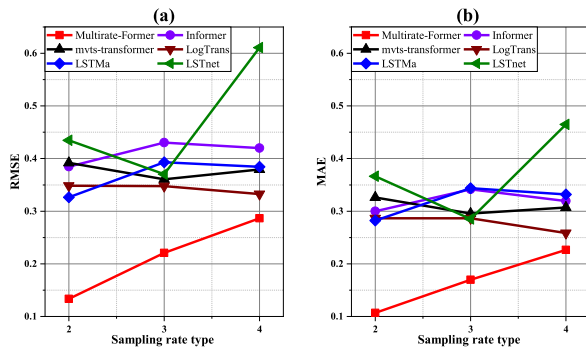 (a)
Multirate-Former Informer
mvts-transformer LogTrans
LSTMa LSTnet
RMSE
0.6
0.5
0.4
0.3
0.2
0.1
2 3 4
Sampling rate type
(b)
Multirate-Former Informer
mvts-transformer LogTrans
LSTMa LSTnet
MAE
0.6
0.5
0.4
0.3
0.2
0.1
2 3 4
Sampling rate type